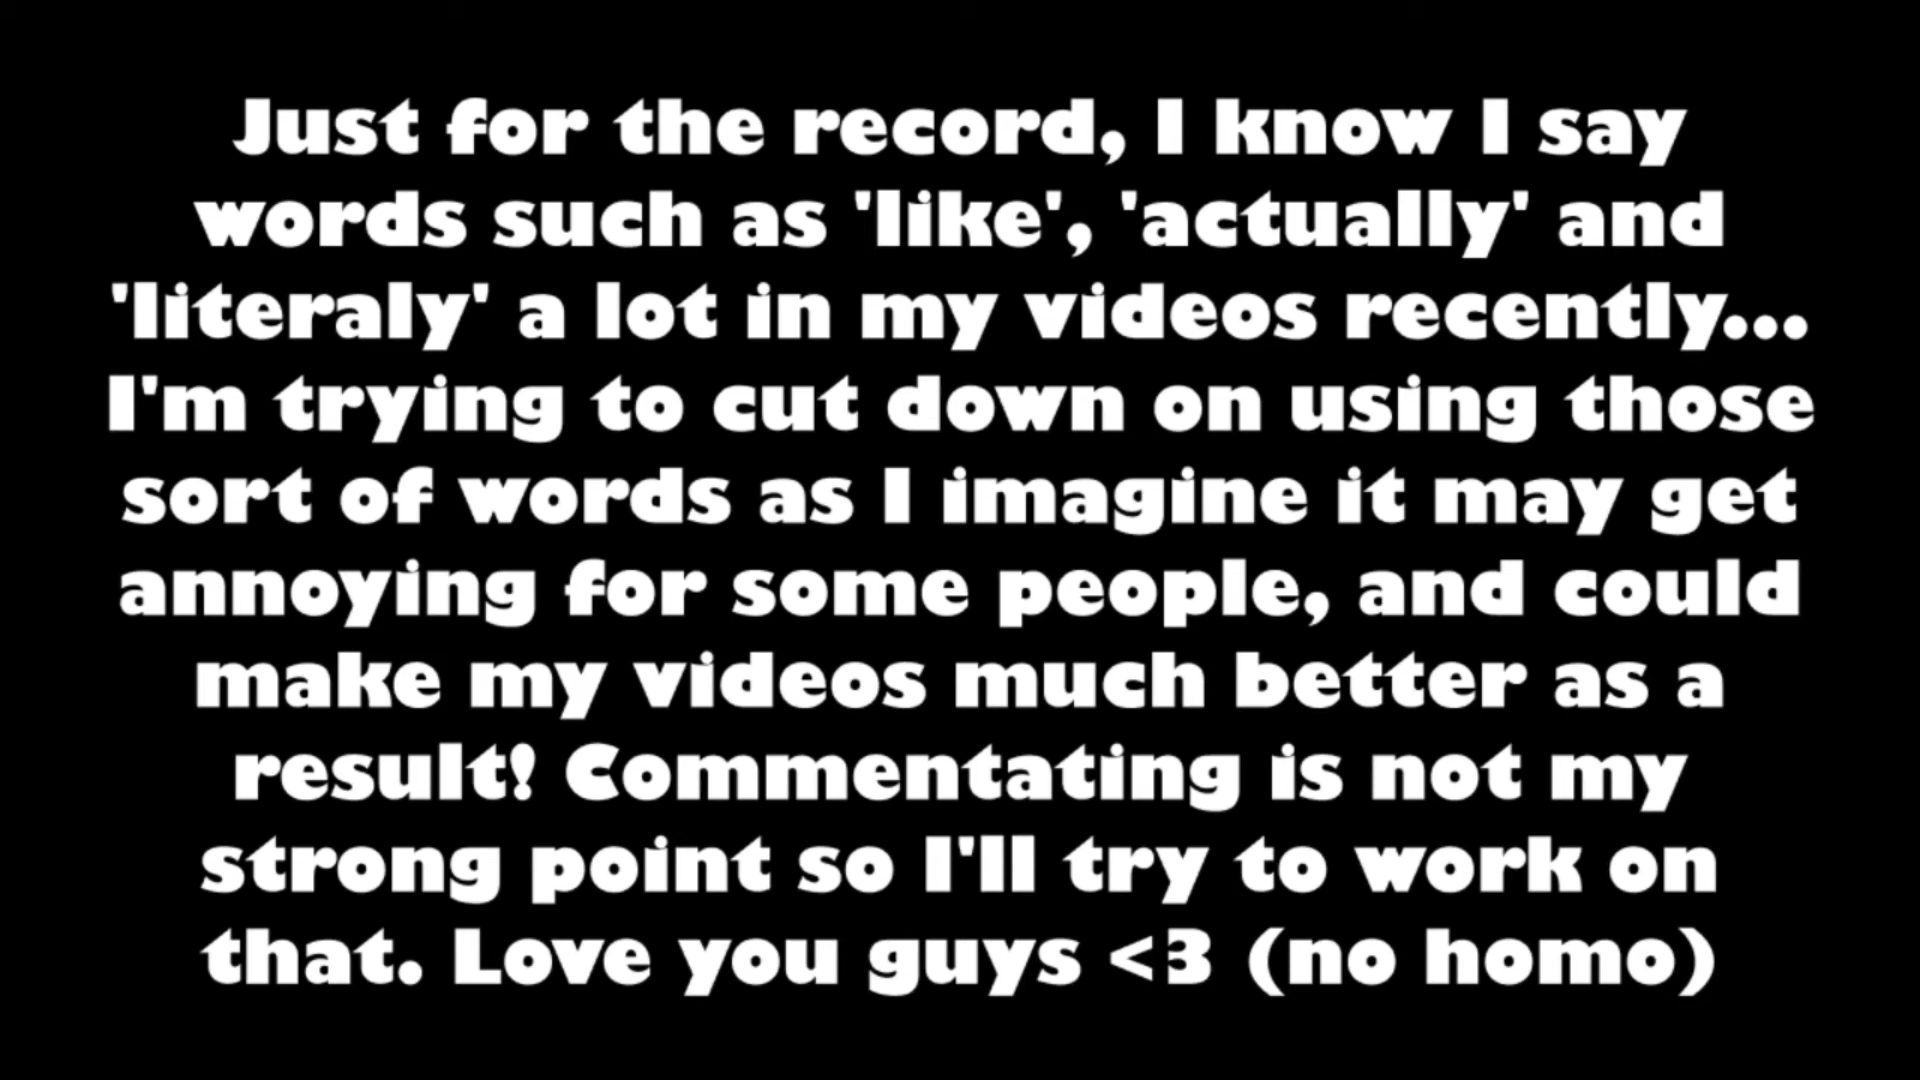 Just for the record, I know I say
words such as 'like', 'actually' and
'literaly' a lot in my videos recently...
I'm trying to cut down on using those
sort of words as I imagine it may get
annoying for some people, and could
make my videos much better as a
result! Commentating is not my
strong point so I'll try to work on
that. Love you guys <3 (no homo)